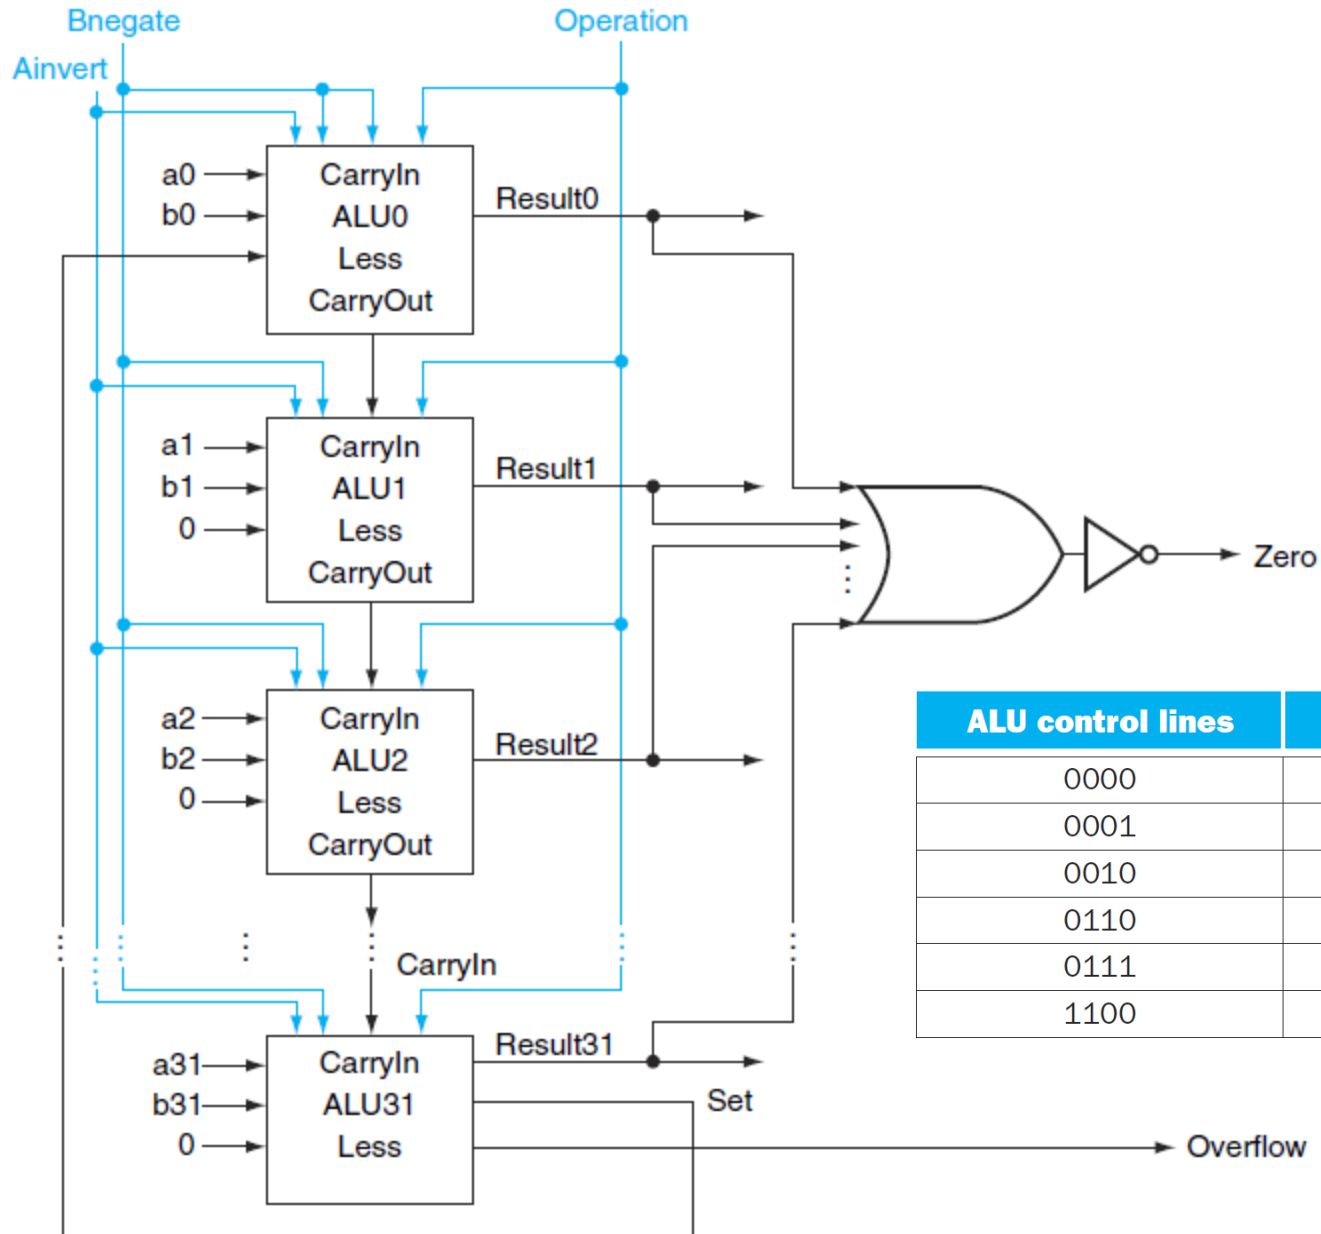 Bnegate
Operation
Ainvert
a0
CarryIn
b0
ALU0
Less
CarryOut
Result0
a1
CarryIn
b1
ALU1
0
Less
CarryOut
Result1
Zero
a2
CarryIn
b2
ALU2
0
Less
CarryOut
Result2
CarryIn
a31
CarryIn
b31
ALU31
0
Less
Result31
Set
Overflow
ALU control lines
0000
0001
0010
0110
0111
1100